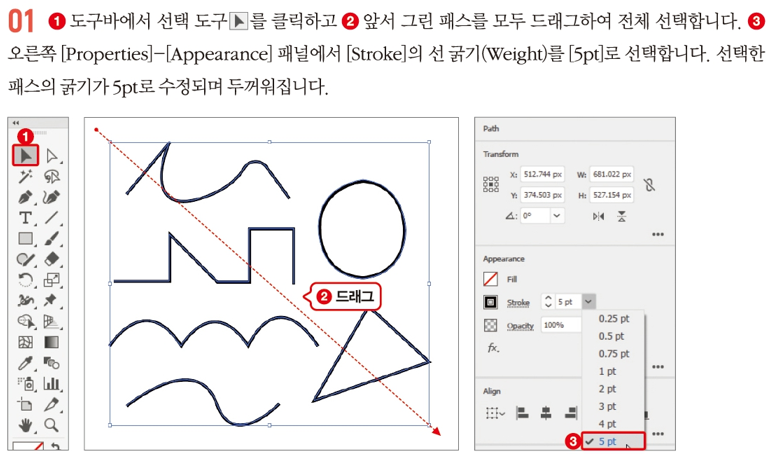 01 ❶ 도구바에서 선택 도구를 클릭하고 ❷ 앞서 그린 패스를 모두 드래그하여 전체 선택합니다. ❸
오른쪽 [Properties]-[Appearance] 패널에서 [Stroke]의 선 굵기(Weight)를 [5pt]로 선택합니다. 선택한
패스의 굵기가 5pt로 수정되며 두꺼워집니다.
❶
❷ 드래그
Path
Transform
X: 512.744 px W: 681.022 px
Y: 374.503 px H: 527.154 px
0°
Appearance
Fill
Stroke 5 pt
Opacity 100%
fx.
0.25 pt
0.5 pt
0.75 pt
1 pt
2 pt
Align
3 pt
4 pt
❸ 5 pt